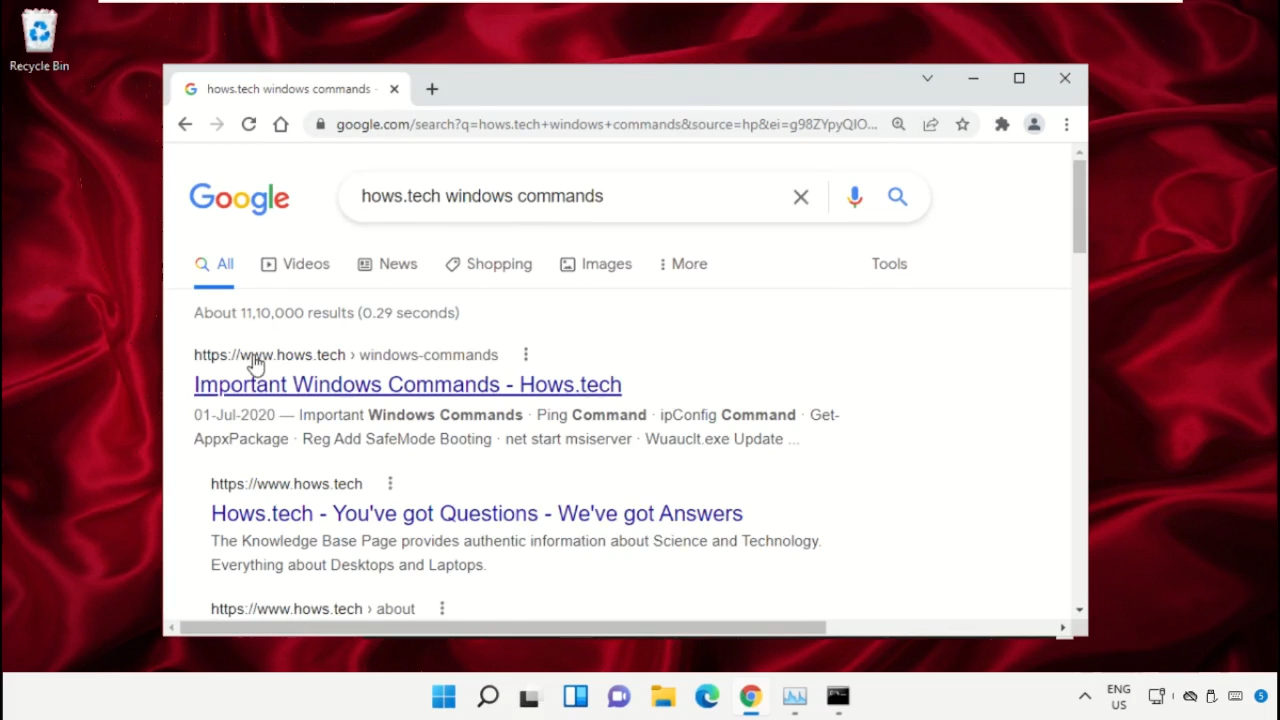 Recycle Bin
hows.tech windows commands -
google.com/search?q=hows.tech+windows+commands&source=hp&ei=g98ZYpyQJO...
Google
hows.tech windows commands
All Videos News Shopping Images More Tools
About 11,10,000 results (0.29 seconds)
https://www.hows.tech › windows-commands
Important Windows Commands - Hows.tech
01-Jul-2020 — Important Windows Commands · Ping Command · ipConfig Command · Get-
AppxPackage · Reg Add SafeMode Booting · net start msiserver · Wuauclt.exe Update ...
https://www.hows.tech
Hows.tech - You've got Questions - We've got Answers
The Knowledge Base Page provides authentic information about Science and Technology.
Everything about Desktops and Laptops.
https://www.hows.tech › about
ENG
US
5